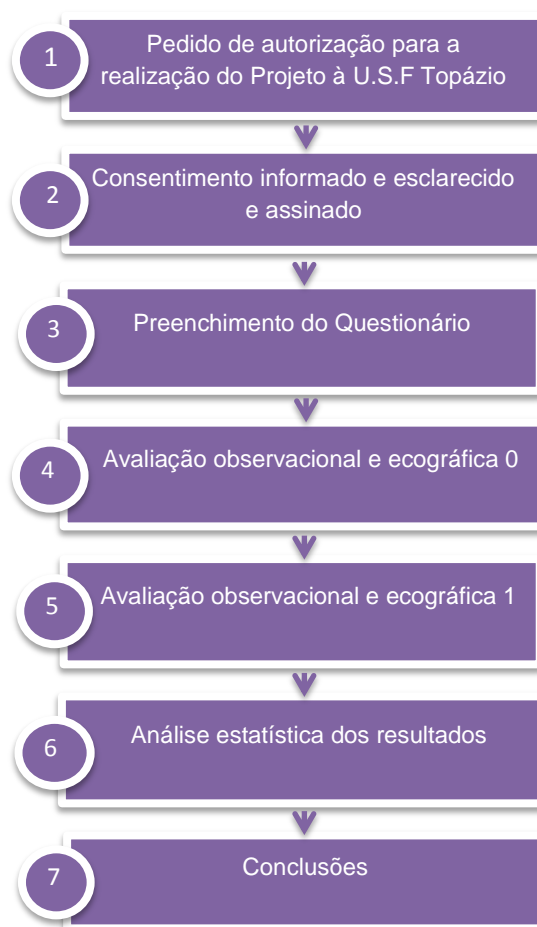 1
Pedido de autorização para a
realização do Projeto à U.S.F Topázio
2
Consentimento informado e esclarecido
e assinado
3
Preenchimento do Questionário
4
Avaliação observacional e ecográfica 0
5
Avaliação observacional e ecográfica 1
6
Análise estatística dos resultados
7
Conclusões